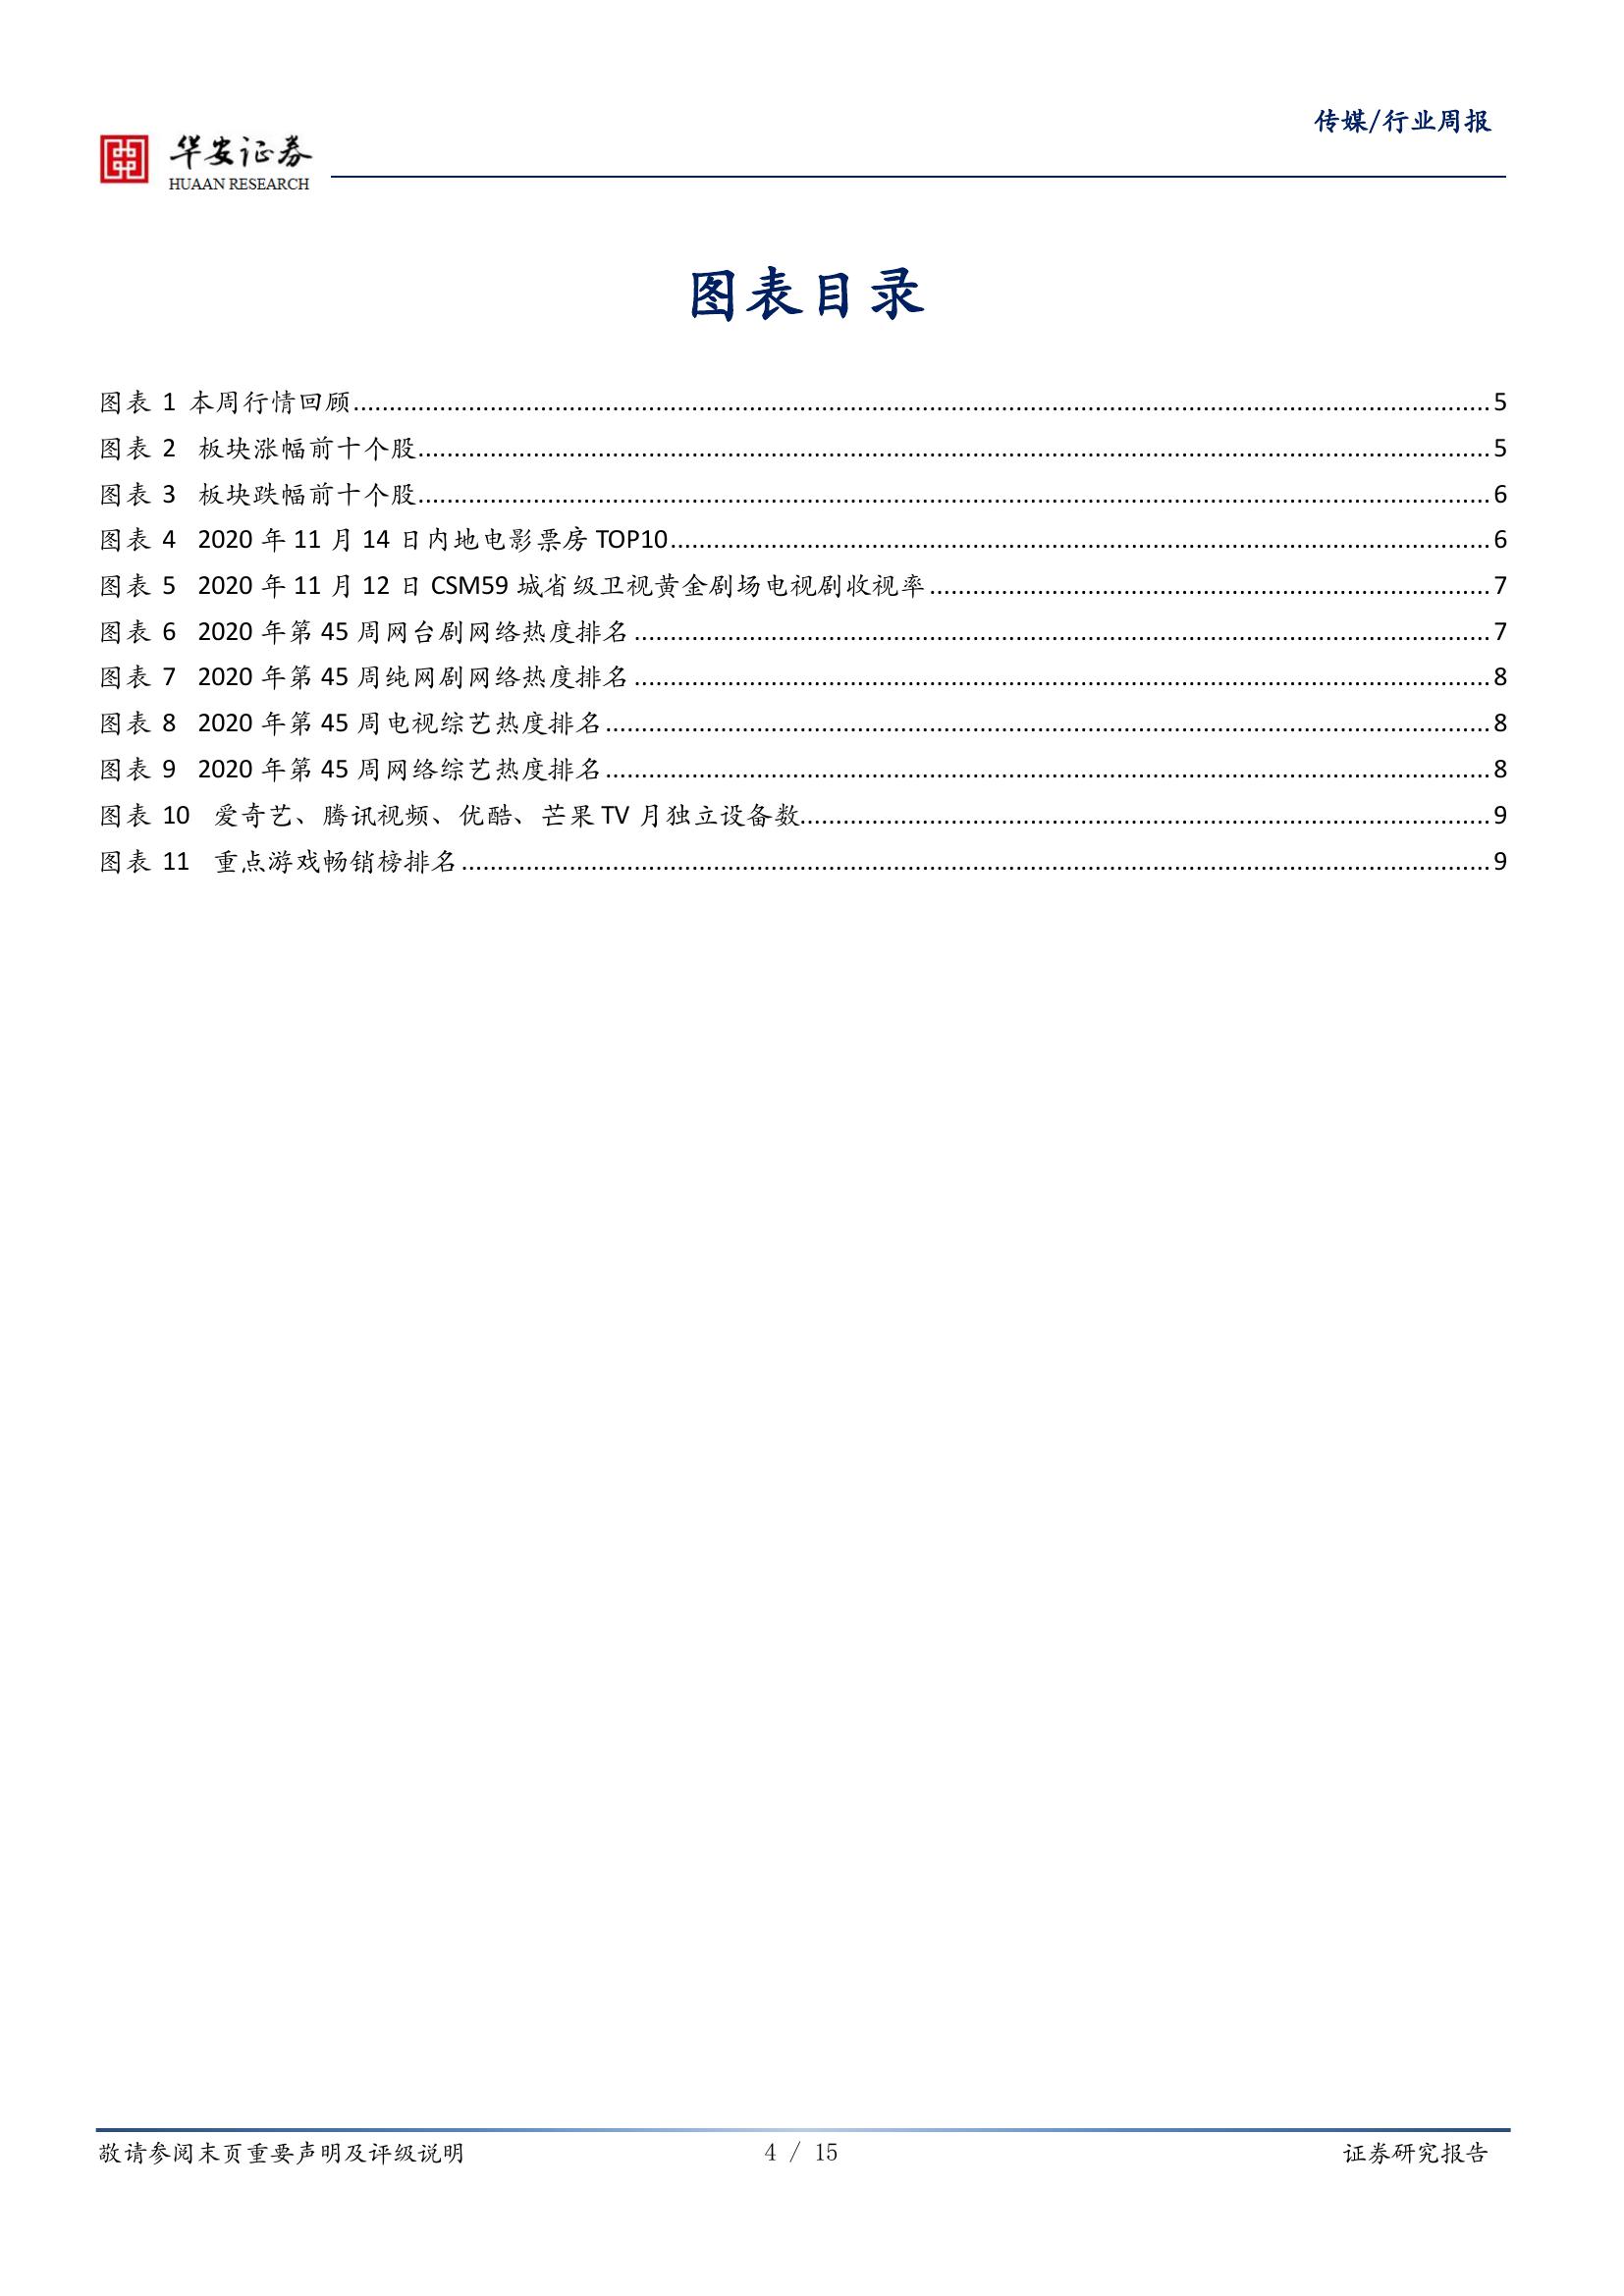 传媒/行业周报
华安证券
HUAAN RESEARCH
图表目录
图表 1 本周行情回顾.......... 5
图表 2 板块涨幅前十个股.......... 5
图表 3 板块跌幅前十个股.......... 6
图表 4 2020 年 11 月 14 日内地电影票房 TOP10.......... 6
图表 5 2020 年 11 月 12 日 CSM59 城省级卫视黄金剧场电视剧收视率.......... 7
图表 6 2020 年第 45 周网台剧网络热度排名.......... 7
图表 7 2020 年第 45 周纯网剧网络热度排名.......... 8
图表 8 2020 年第 45 周电视综艺热度排名.......... 8
图表 9 2020 年第 45 周网络综艺热度排名.......... 8
图表 10 爱奇艺、腾讯视频、优酷、芒果 TV 月独立设备数.......... 9
图表 11 重点游戏畅销榜排名.......... 9
敬请参阅末页重要声明及评级说明
4 / 15
证券研究报告